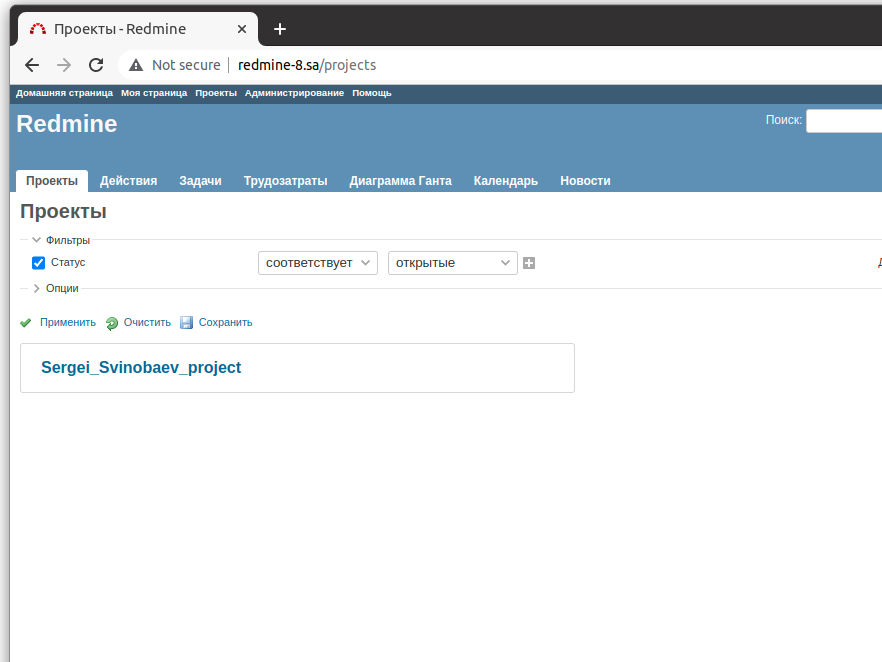 Проекты - Redmine
Not secure redmine-8.sa/projects
Домашняя страница Моя страница Проекты Администрирование Помощь
Redmine
Поиск:
Проекты Действия Задачи Трудозатраты Диаграмма Ганта Календарь Новости
Проекты
Фильтры
Статус соответствует открытые
Опции
Применить Очистить Сохранить
Sergei_Svinobaev_project